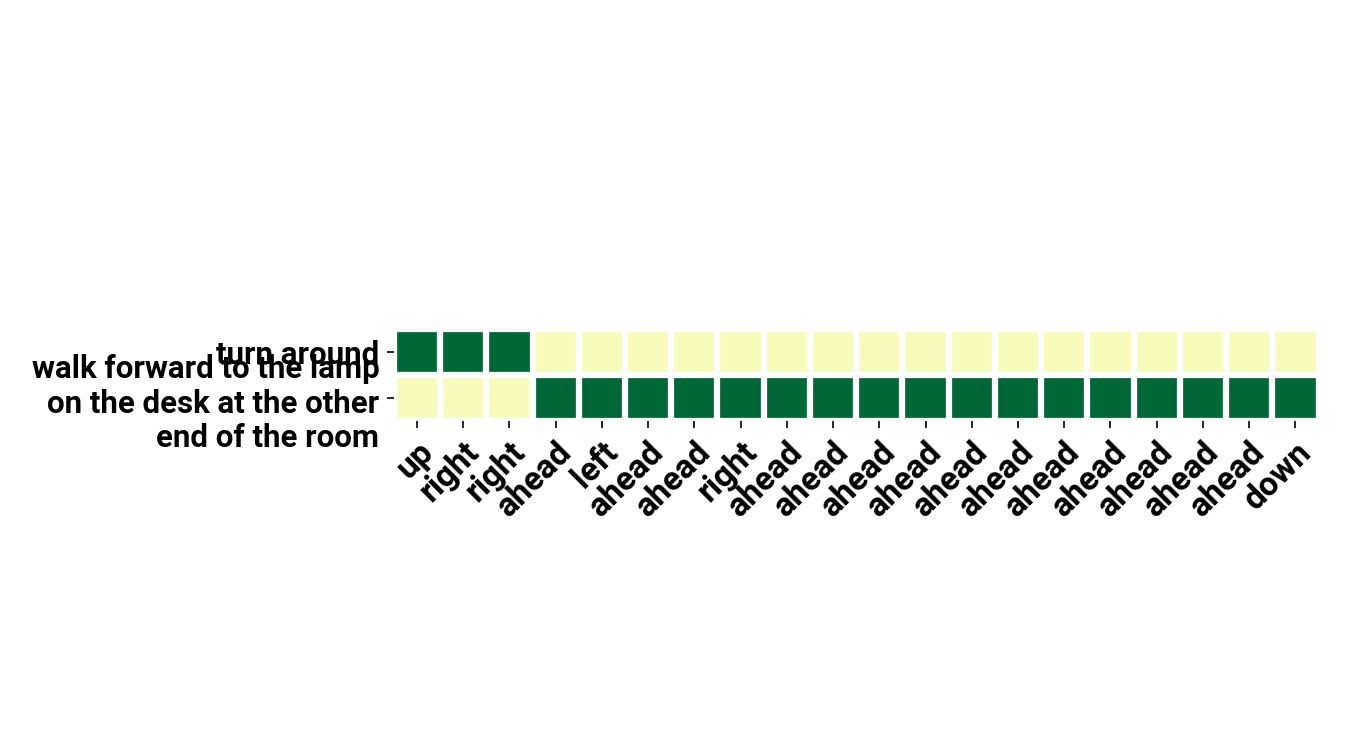 turn around
walk forward to the lamp
on the desk at the other
end of the room
up
right
right
ahead
left
ahead
ahead
right
ahead
ahead
ahead
ahead
ahead
ahead
ahead
ahead
ahead
ahead
ahead
down